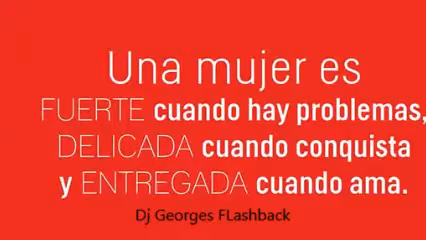 Una mujer es
FUERTE cuando hay problemas,
DELICADA cuando conquista
y ENTREGADA cuando ama.
Dj Georges FLashback